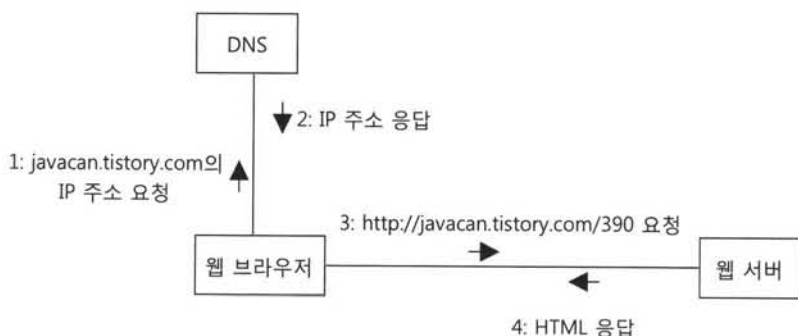 DNS
2: IP 주소 응답
1: javacan.tistory.com의
IP 주소 요청
3: http://javacan.tistory.com/390 요청
웹 브라우저
웹 서버
4: HTML 응답